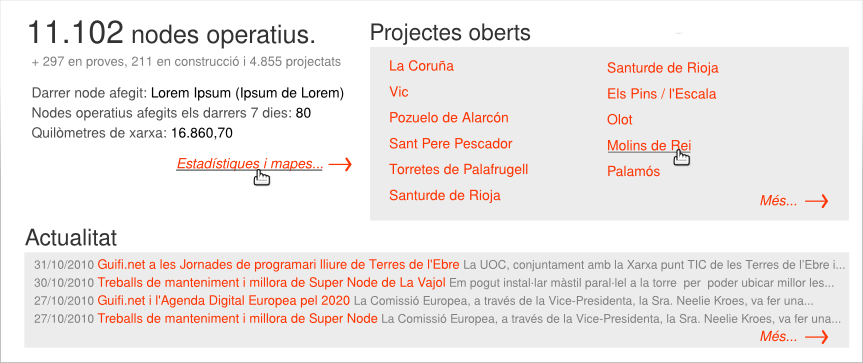 11.102 nodes operatius.
+ 297 en proves, 211 en construcció i 4.855 projectats
Darrer node afegit: Lorem Ipsum (Ipsum de Lorem)
Nodes operatius afegits els darrers 7 dies: 80
Quilòmetres de xarxa: 16.860,70
Estadístiques i mapes...
Projectes oberts
La Coruña
Vic
Pozuelo de Alarcón
Sant Pere Pescador
Torretes de Palafrugell
Santurde de Rioja
Santurde de Rioja
Els Pins / l'Escala
Olot
Molins de Rei
Palamós
Més...
Actualitat
31/10/2010 Guifi.net a les Jornades de programari lliure de Terres de l'Ebre La UOC, conjuntament amb la Xarxa punt TIC de les Terres de l'Ebre i...
30/10/2010 Treballs de manteniment i millora de Super Node de La Vajol Em pogut instal·lar màstil paral·lel a la torre per poder ubicar millor les...
27/10/2010 Guifi.net i l'Agenda Digital Europea pel 2020 La Comissió Europea, a través de la Vice-Presidenta, la Sra. Neelie Kroes, va fer una...
27/10/2010 Treballs de manteniment i millora de Super Node La Comissió Europea, a través de la Vice-Presidenta, la Sra. Neelie Kroes, va fer una...
Més...